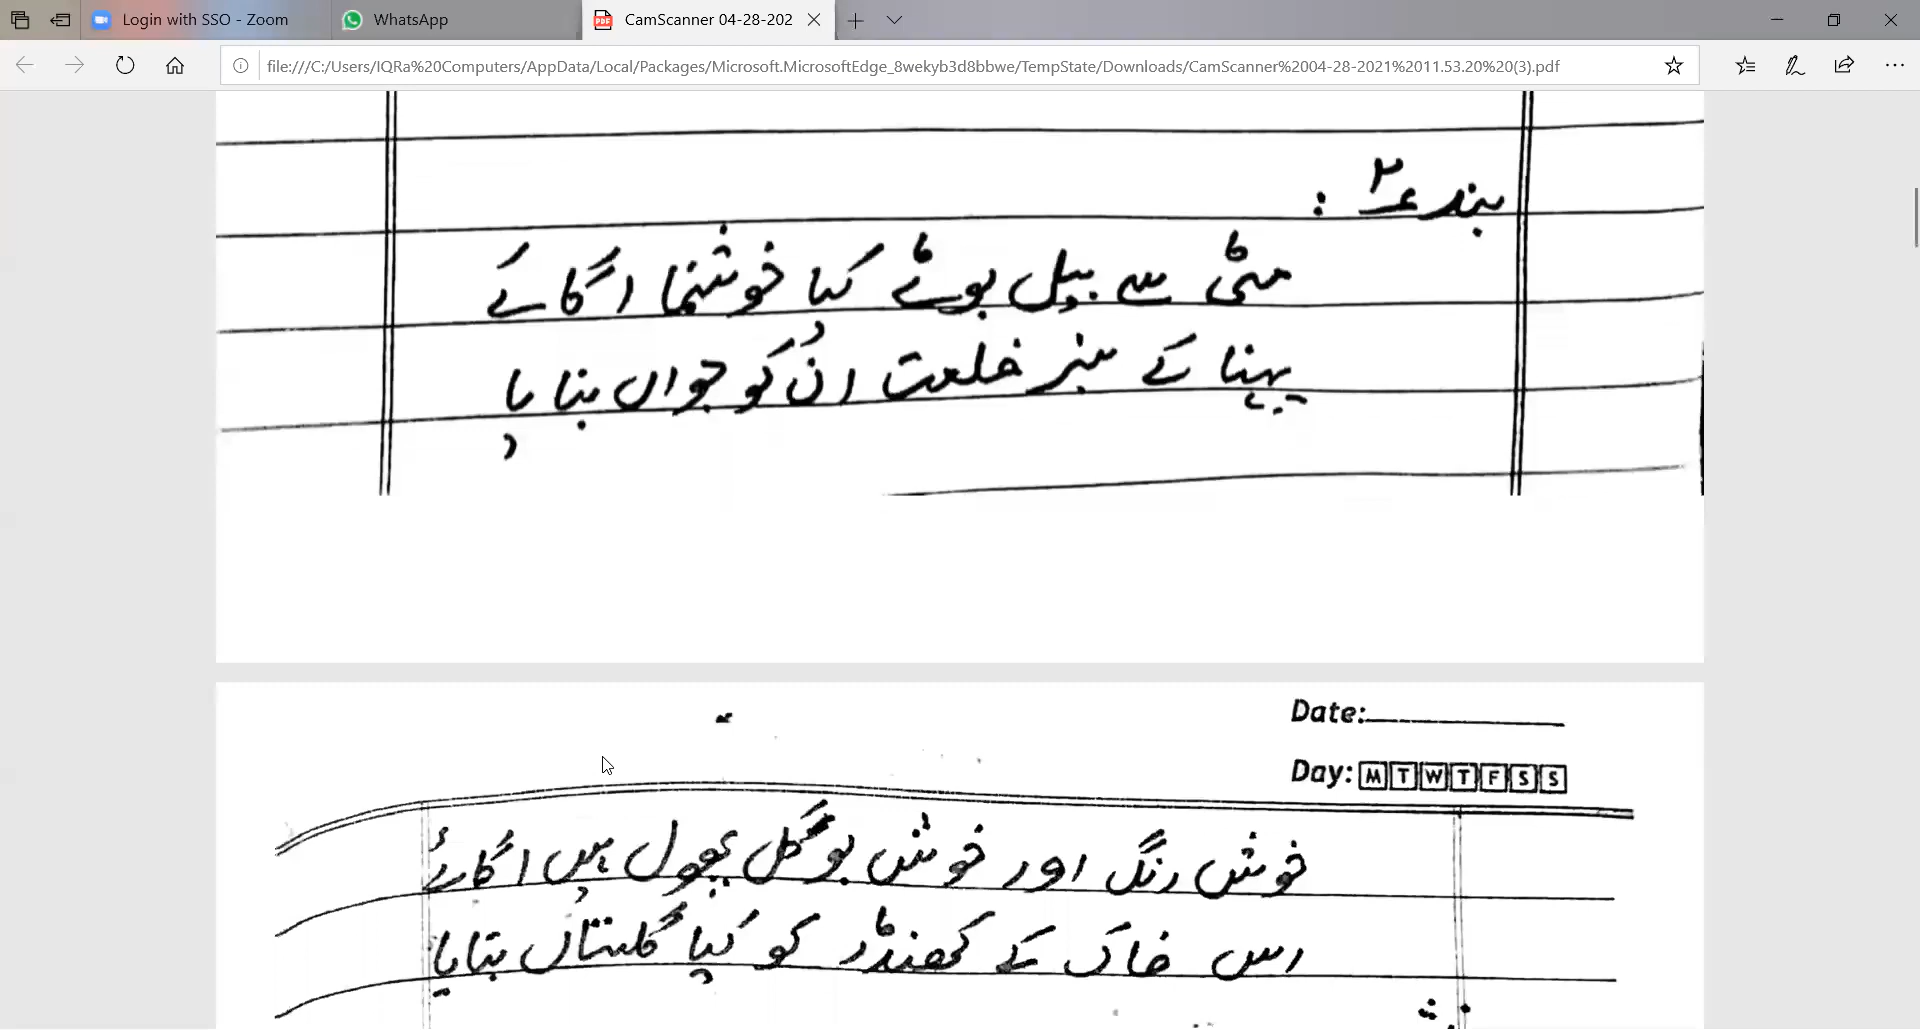 Login with SSO - Zoom
WhatsApp
CamScanner 04-28-202
file:///C:/Users/IQRa%20Computers/AppData/Local/Packages/Microsoft.MicrosoftEdge_8wekyb3d8bbwe/TempState/Downloads/CamScanner%2004-28-2021%2011.53.20%20(3).pdf
بند ؏۲ :
مٹی سے بیل بوٹے کیا خوشنما اگائے
پہنا کے سبز خلعت اُن کو جواں بنایا
Date:
Day: M T W T F S S
خوش رنگ اور خوش بو گل پھول ہیں اگائے
اس خاک کے کھنڈر کو کیا گلستاں بنایا